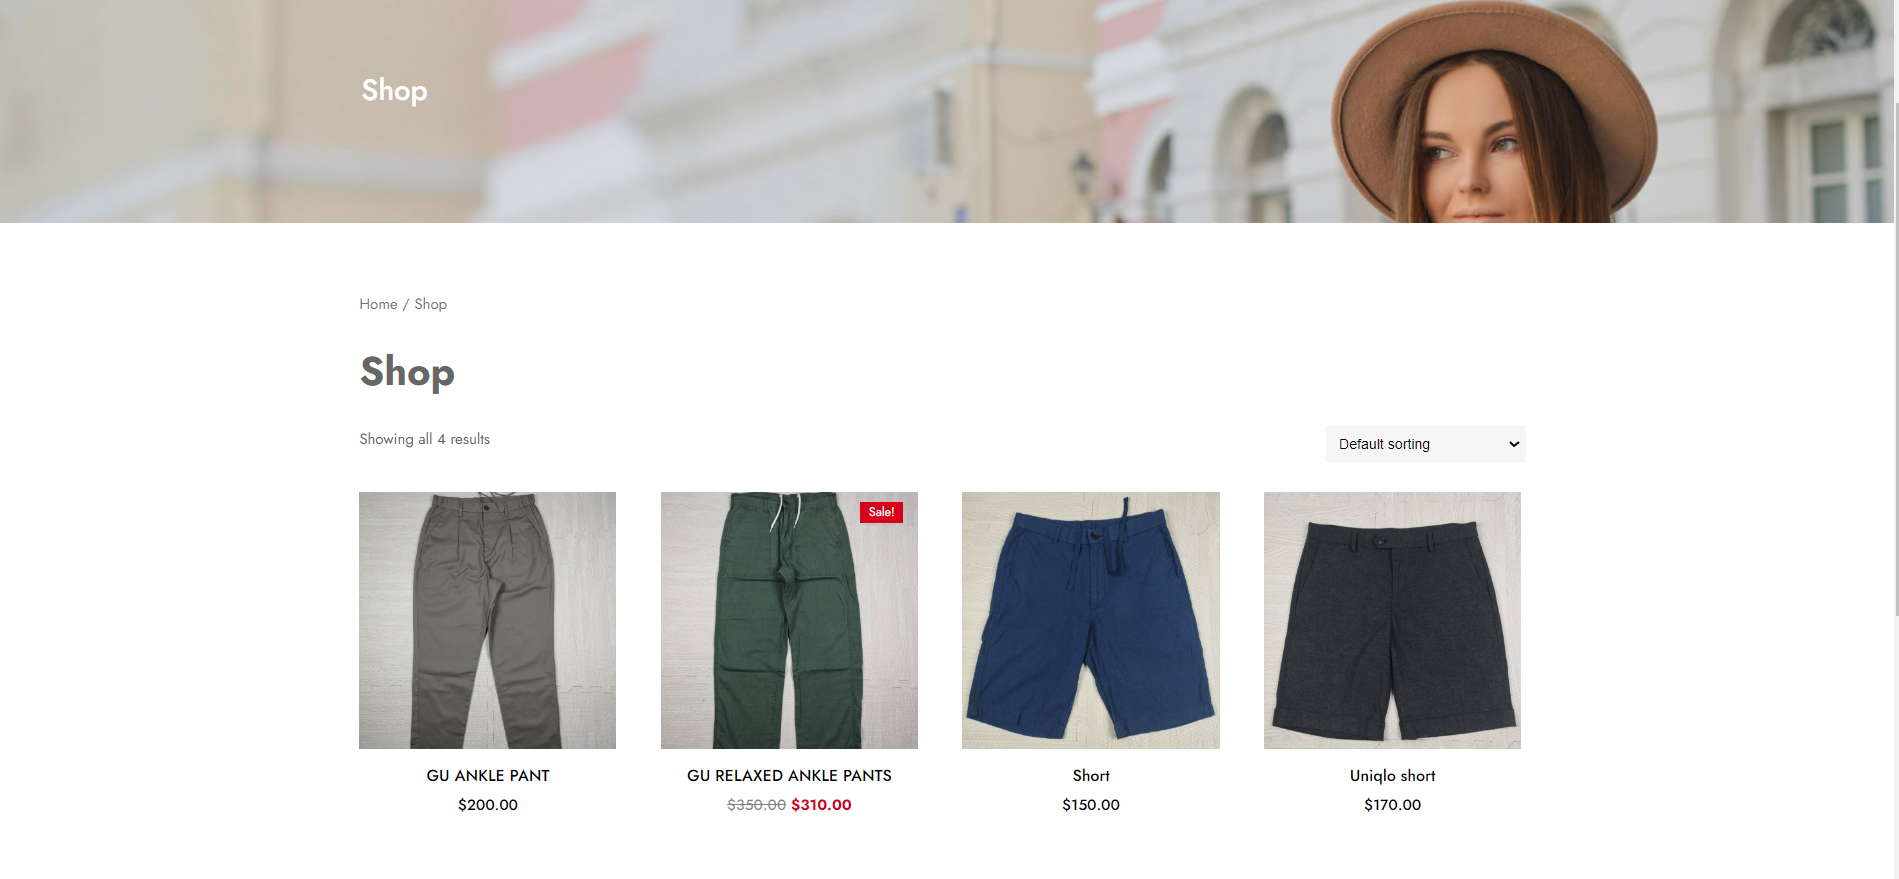 Shop
Home / Shop
Shop
Showing all 4 results
Default sorting
Sale!
GU ANKLE PANT
$200.00
GU RELAXED ANKLE PANTS
$350.00 $310.00
Short
$150.00
Uniqlo short
$170.00